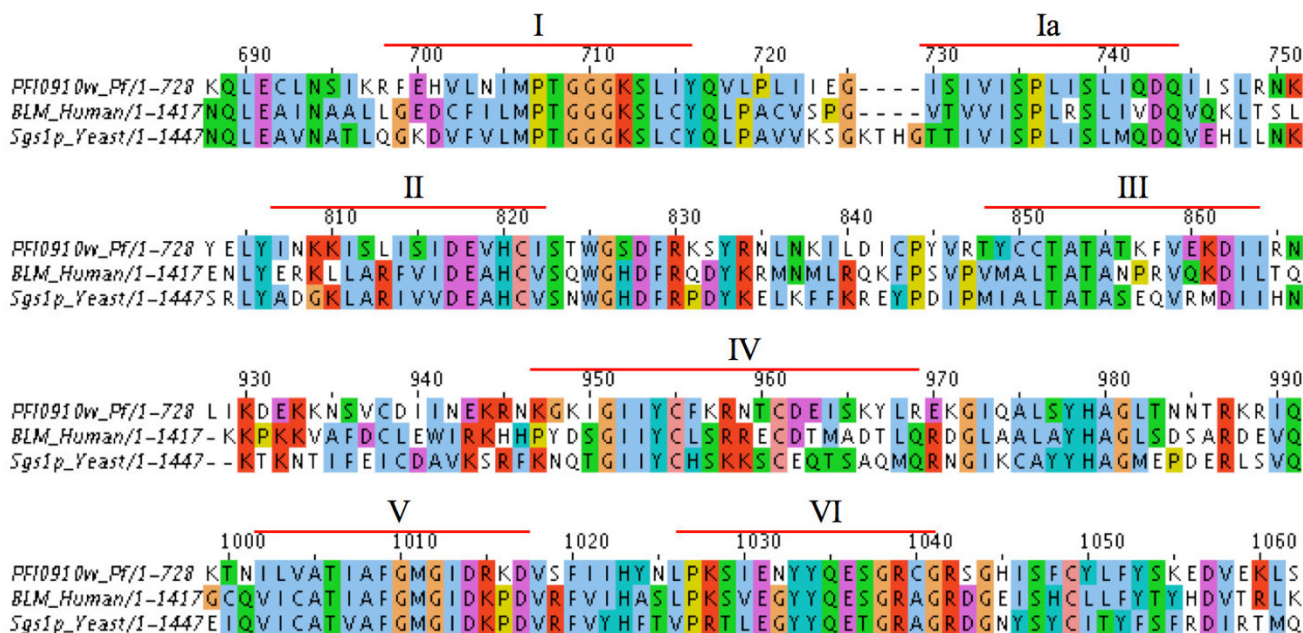 I Ia
690 700 710 720 730 740 750
PFI0910w_Pf/1-728 KQLECLNSIKRFEHVLNIMPTGGGKSLIYQVLPLIIEG----ISIVISPLISLIQDQIISLRNK
BLM_Human/1-1417 NQLEAINAALLGEDCFILMPTGGGKSLCYQLPACVSPG----VTVVISPLRSLIVDQVQKLTSL
Sgs1p_Yeast/1-1447 NQLEAVNATLQGKDVFVLMPTGGGKSLCYQLPAVVKSGKTHGTTIVISPLISLMQDQVEHLLNK
II III
810 820 830 840 850 860
PFI0910w_Pf/1-728 YELYINKKISLISIDEVHCISTWGSDFRKSYRNLNKILDICPYVRTYCCTATATKFVEKDIIRN
BLM_Human/1-1417 ENLYERKLLARFVIDEAHCVSQWGHDFRQDYKRMNMLRQKFPSVPVMALTATANPRVQKDILTQ
Sgs1p_Yeast/1-1447 SRLYADGKLARIVVDEAHCVSNWGHDFRPDYKELKFFKREYPDIPMIALTATASEQVRMDIIHN
IV
930 940 950 960 970 980 990
PFI0910w_Pf/1-728 LIKDEKKNSVCDIINEKRNKGKIGIIYCFKRNTCDEISKYLREKGIQALSYHAGLTNNTRKRIQ
BLM_Human/1-1417 -KKPKKVAFDCLEWIRKHHPYDSGIIYCLSRRECDTMADTLQRDGLAALAYHAGLSDSARDEVQ
Sgs1p_Yeast/1-1447 --KTKNTIFEICDAVKSRFKNQTGIIYCHSKKSCEQTSAQMQRNGIKCAYYHAGMEPDERLSVQ
V VI
1000 1010 1020 1030 1040 1050 1060
PFI0910w_Pf/1-728 KTNILVATIAFGMGIDRKDVSFIIHYNLPKSIENYYQESGRCGRSGHISFCYLFYSKEDVEKLS
BLM_Human/1-1417 GCQVICATIAFGMGIDKPDVRFVIHASLPKSVEGYYQESGRAGRDGEISHCLLFYTYHDVTRLK
Sgs1p_Yeast/1-1447 EIQVICATVAFGMGIDKPDVRFVYHFTVPRTLEGYYQETGRAGRDGNYSYCITYFSFRDIRTMQ